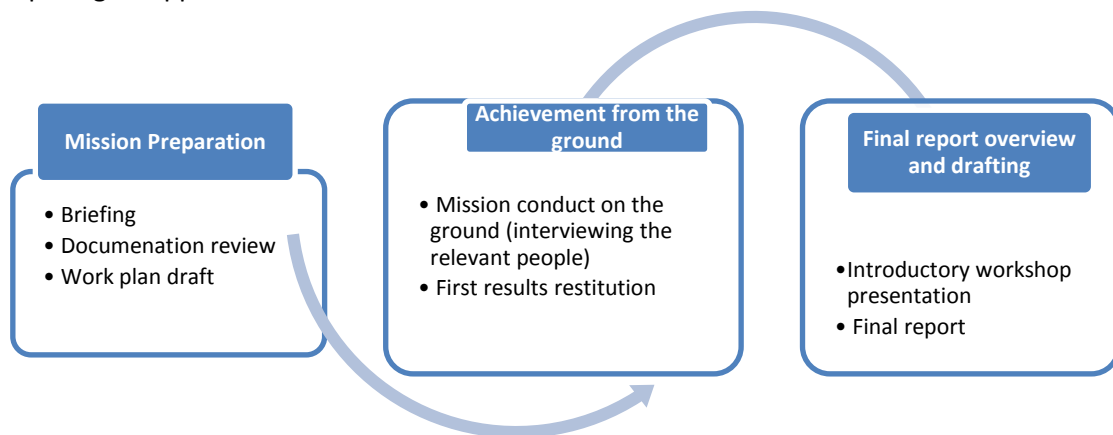 Mission Preparation
• Briefing
• Documenation review
• Work plan draft
Achievement from the
ground
• Mission conduct on the
ground (interviewing the
relevant people)
• First results restitution
Final report overview
and drafting
•Introductory workshop
presentation
• Final report